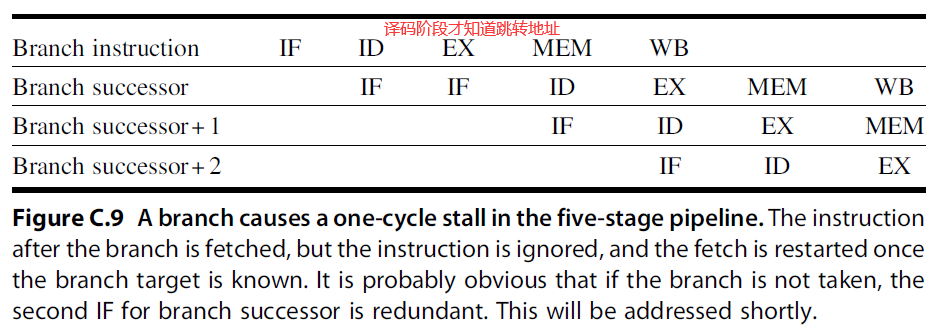 译码阶段才知道跳转地址
Branch instruction IF ID EX MEM WB
Branch successor IF IF ID EX MEM WB
Branch successor + 1 IF ID EX MEM
Branch successor + 2 IF ID EX
Figure C.9 A branch causes a one-cycle stall in the five-stage pipeline. The instruction
after the branch is fetched, but the instruction is ignored, and the fetch is restarted once
the branch target is known. It is probably obvious that if the branch is not taken, the
second IF for branch successor is redundant. This will be addressed shortly.